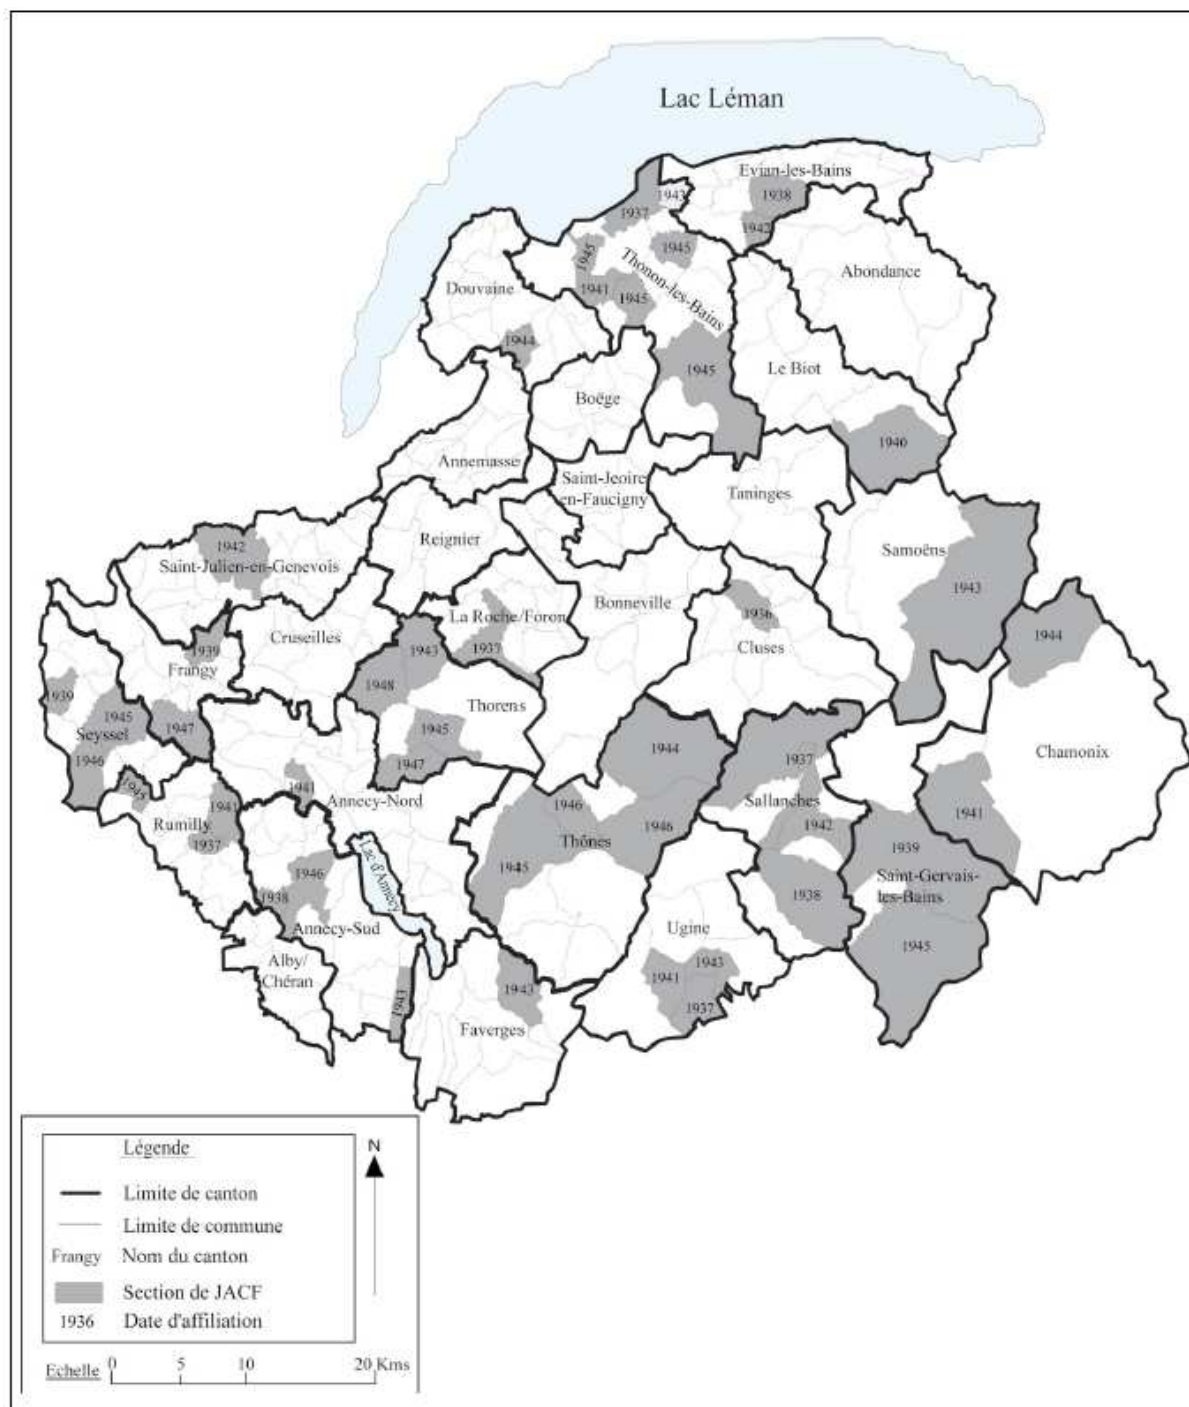 Lac Léman
Evian-les-Bains
1943
1938
1937
1942
1945
1945
Thonon-les-Bains
Abondance
Douvaine
1941
1945
1944
Le Biot
1945
Boëge
1940
Annemasse
Saint-Jeoire
en-Faucigny
Taninges
Reignier
Samoëns
1942
Saint-Julien-en-Genevois
1943
La Roche/Foron
Bonneville
1936
Cruseilles
1944
1939
1943
1937
Cluses
Frangy
1948
1939
Thorens
1945
1947
1945
Seyssel
1944
Chamonix
1946
1947
1937
1945
1941
1941
Annecy-Nord
Sallanches
1946
1941
Rumilly
1942
1946
1937
Thônes
1939
Lac d'Annecy
1945
1946
Saint-Gervais-
les-Bains
1938
1938
Annecy-Sud
Ugine
1945
Alby/
Chéran
1943
1941
1943
1943
1937
Faverges
Légende
N
Limite de canton
Limite de commune
Frangy Nom du canton
Section de JACF
1936 Date d'affiliation
Echelle 0 5 10 20 Kms